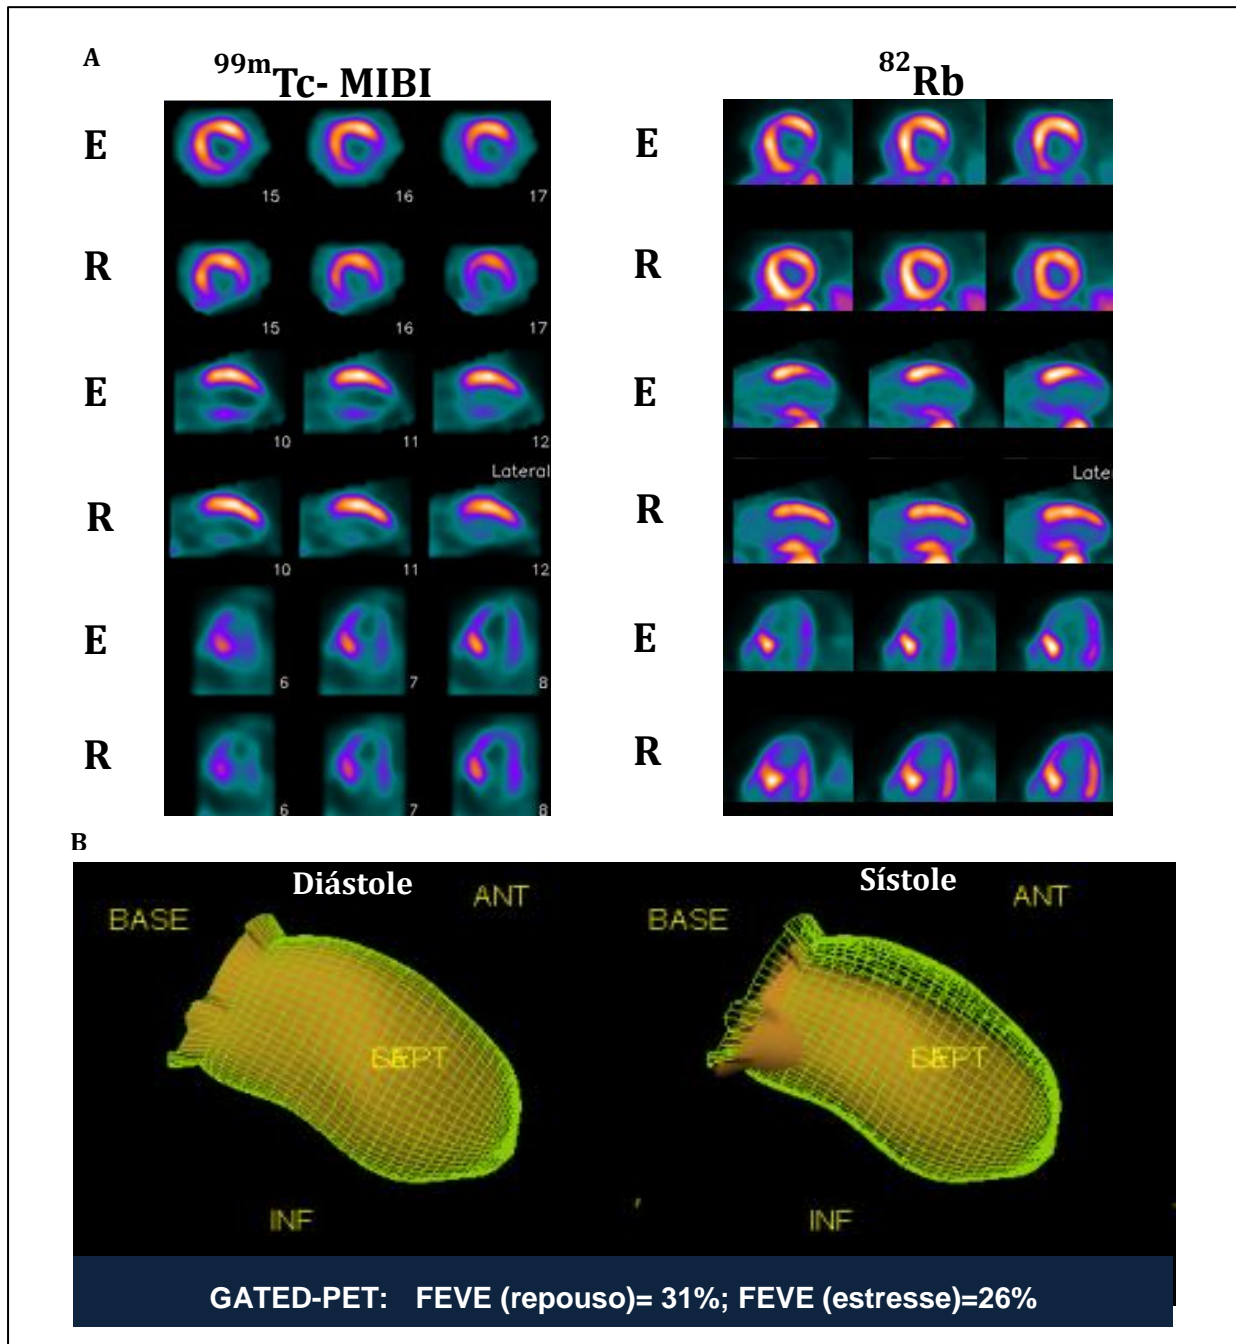 A
99mTc- MIBI
82Rb
E
15 16 17
E
R
15 16 17
R
E
10 11 12
E
Lateral
R
10 11 12
Late
R
E
6 7 8
E
R
6 7 8
R
B
Diástole
Sístole
ANT
ANT
BASE
BASE
SEPT
SEPT
INF
INF
GATED-PET: FEVE (repouso)= 31%; FEVE (estresse)=26%